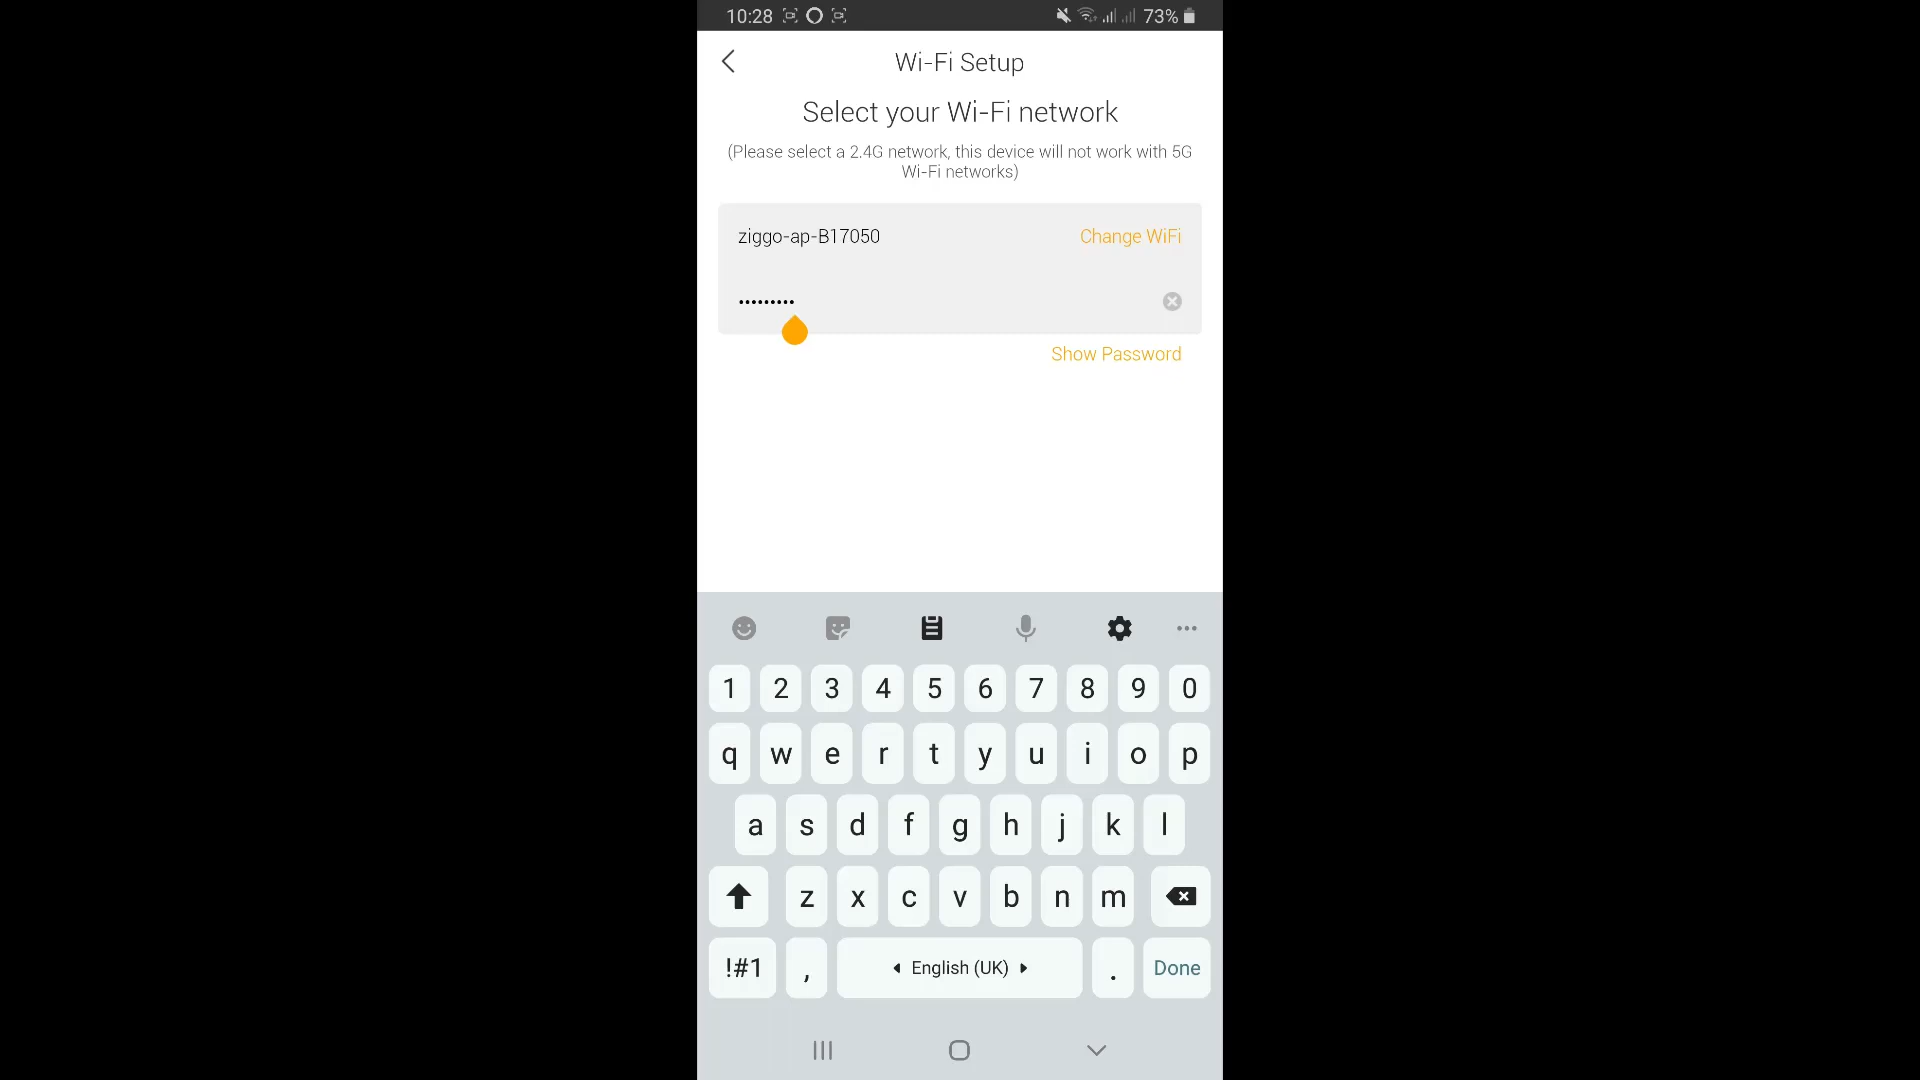 10:28 73%
Wi-Fi Setup
Select your Wi-Fi network
(Please select a 2.4G network, this device will not work with 5G
Wi-Fi networks)
ziggo-ap-B17050 Change WiFi
•••••••••
Show Password
1 2 3 4 5 6 7 8 9 0
q w e r t y u i o p
a s d f g h j k l
z x c v b n m
!#1 , English (UK) . Done